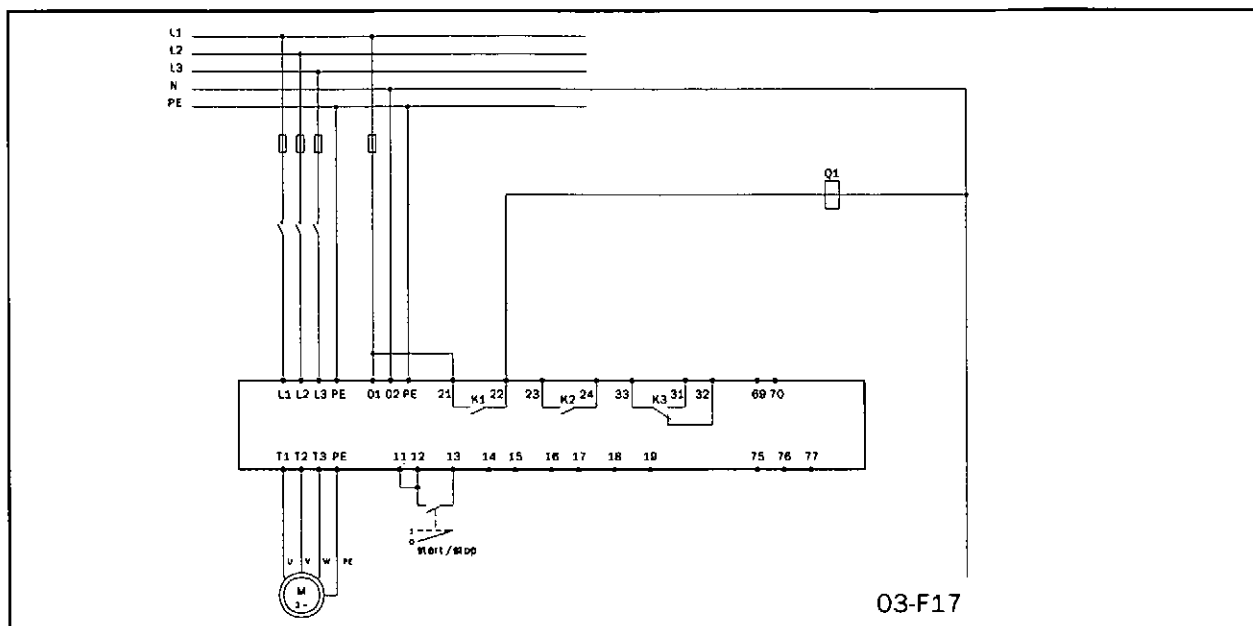 L1
L2
L3
N
PE
Q1
L1 L2 L3 PE 01 02 PE 21 K1 22 23 K2 24 33 K3 31 32 69 70
T1 T2 T3 PE 11 12 13 14 15 16 17 18 19 75 76 77
1
0
start/stop
U V W PE
M
3~
03-F17